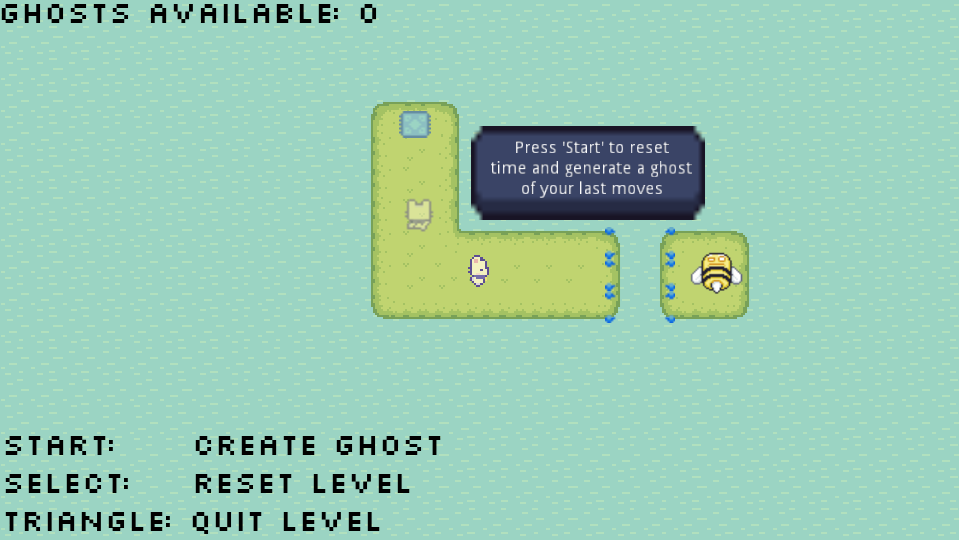 GHOSTS AVAILABLE: 0
Press 'Start' to reset
time and generate a ghost
of your last moves
START: CREATE GHOST
SELECT: RESET LEVEL
TRIANGLE: QUIT LEVEL